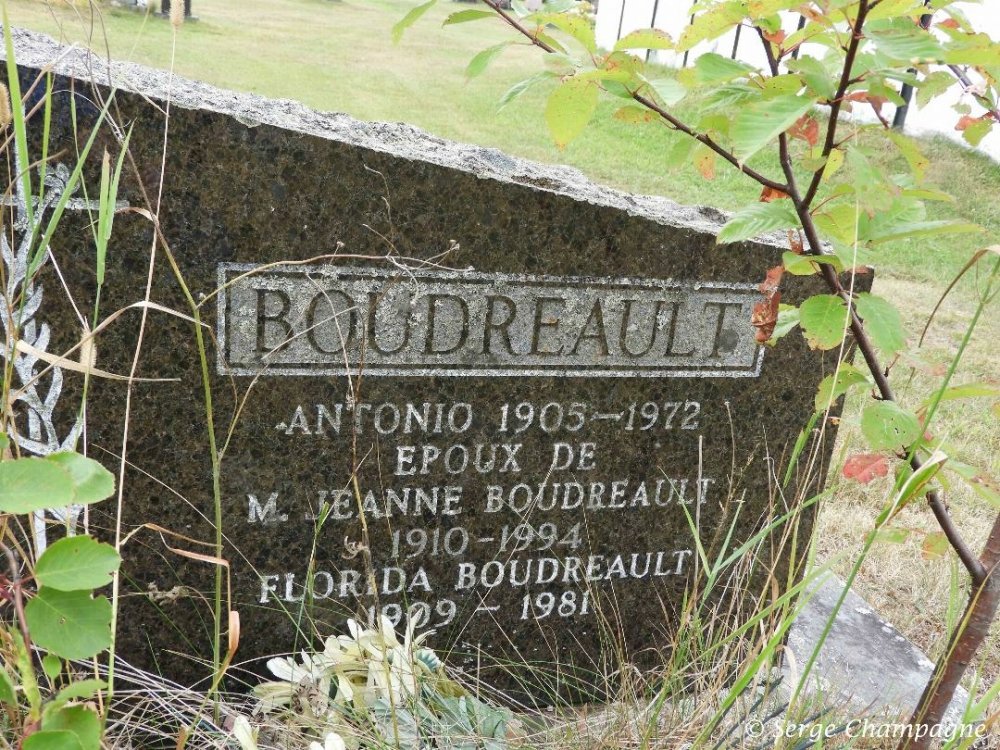 BOUDREAULT
ANTONIO 1905-1972
EPOUX DE
M. JEANNE BOUDREAULT
1910-1994
FLORIDA BOUDREAULT
1909 - 1981
© Serge Champagne